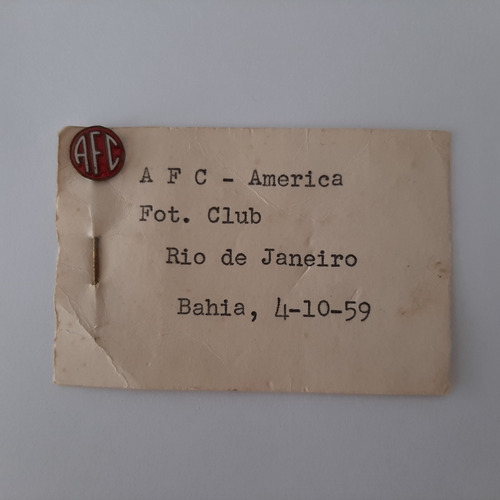 AFC
A F C - America
Fot. Club
Rio de Janeiro
Bahia, 4-10-59